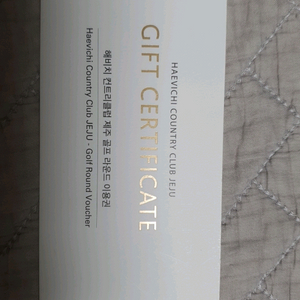 HAEVICHI COUNTRY CLUB JEJU
GIFT CERTIFICATE
해비치 컨트리클럽 제주 골프 라운드 이용권
Haevichi Country Club JEJU - Golf Round Voucher